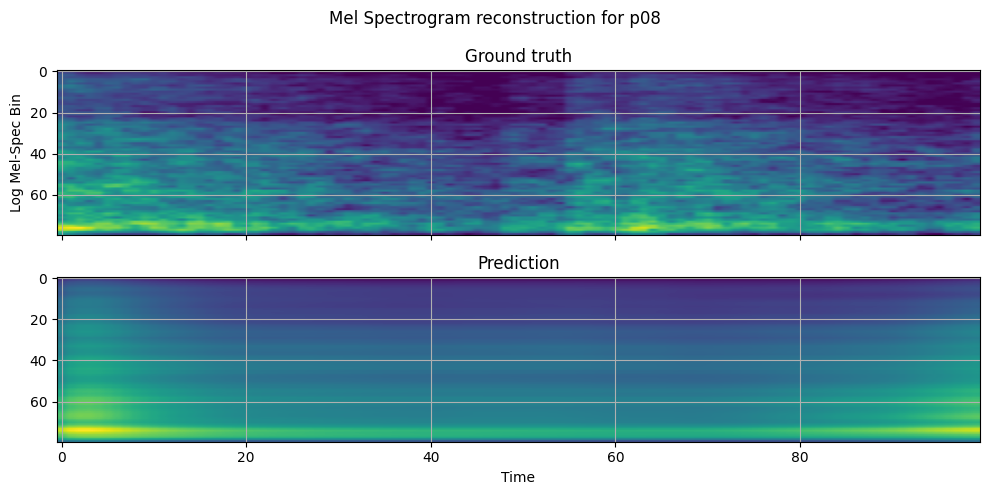 Mel Spectrogram reconstruction for p08
Ground truth
0
20
40
60
Log Mel-Spec Bin
Prediction
0
20
40
60
0 20 40 60 80
Time